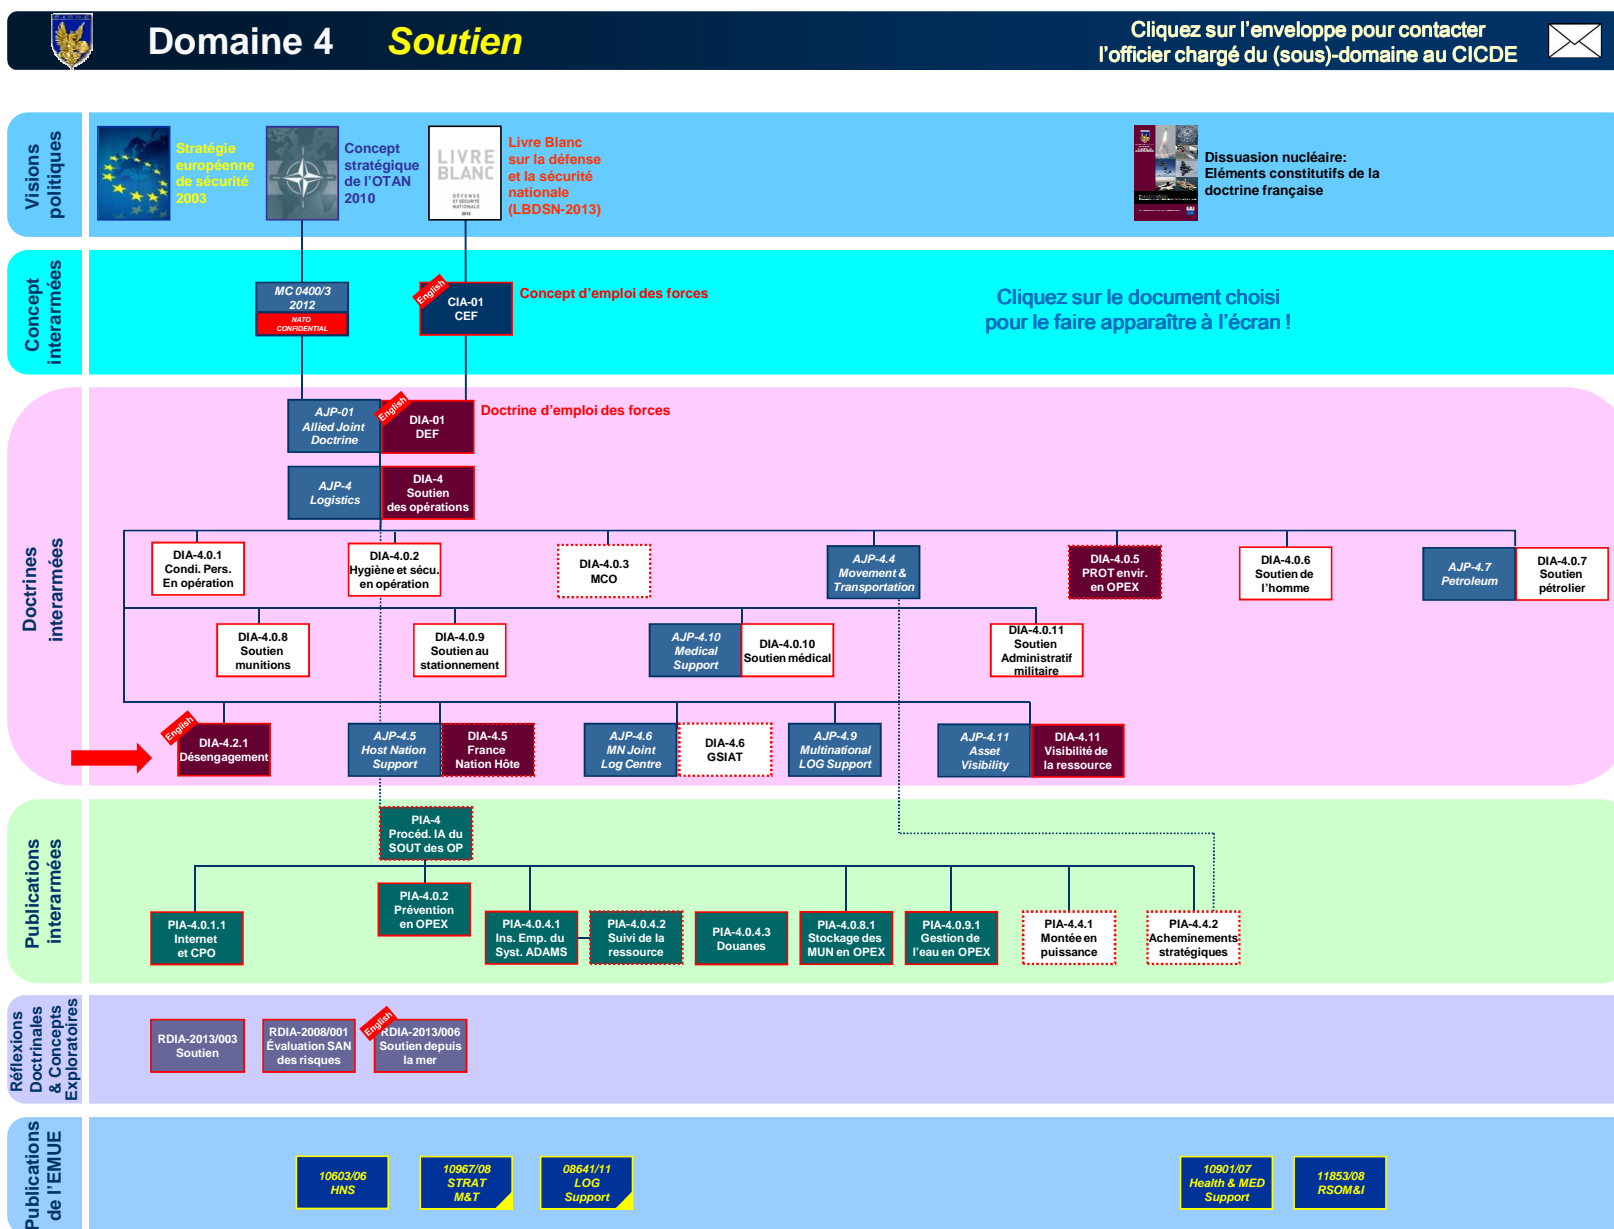 Domaine 4 Soutien
Cliquez sur l'enveloppe pour contacter
l'officier chargé du (sous)-domaine au CICDE
Visions
politiques
Stratégie
européenne
de sécurité
2003
Concept
stratégique
de l'OTAN
2010
LIVRE
BLANC
DÉFENSE
ET SÉCURITÉ
NATIONALE
2013
Livre Blanc
sur la défense
et la sécurité
nationale
(LBDSN-2013)
Dissuasion nucléaire:
Eléments constitutifs de la
doctrine française
Concept
interarmées
MC 0400/3
2012
NATO
CONFIDENTIAL
English
CIA-01
CEF
Concept d'emploi des forces
Cliquez sur le document choisi
pour le faire apparaître à l'écran !
Doctrines
interarmées
AJP-01
Allied Joint
Doctrine
English
DIA-01
DEF
Doctrine d'emploi des forces
AJP-4
Logistics
DIA-4
Soutien
des opérations
DIA-4.0.1
Condi. Pers.
En opération
DIA-4.0.2
Hygiène et sécu.
en opération
DIA-4.0.3
MCO
AJP-4.4
Movement &
Transportation
DIA-4.0.5
PROT envir.
en OPEX
DIA-4.0.6
Soutien de
l'homme
AJP-4.7
Petroleum
DIA-4.0.7
Soutien
pétrolier
DIA-4.0.8
Soutien
munitions
DIA-4.0.9
Soutien au
stationnement
AJP-4.10
Medical
Support
DIA-4.0.10
Soutien médical
DIA-4.0.11
Soutien
Administratif
militaire
English
DIA-4.2.1
Désengagement
AJP-4.5
Host Nation
Support
DIA-4.5
France
Nation Hôte
AJP-4.6
MN Joint
Log Centre
DIA-4.6
GSIAT
AJP-4.9
Multinational
LOG Support
AJP-4.11
Asset
Visibility
DIA-4.11
Visibilité de
la ressource
Publications
interarmées
PIA-4
Procéd. IA du
SOUT des OP
PIA-4.0.1.1
Internet
et CPO
PIA-4.0.2
Prévention
en OPEX
PIA-4.0.4.1
Ins. Emp. du
Syst. ADAMS
PIA-4.0.4.2
Suivi de la
ressource
PIA-4.0.4.3
Douanes
PIA-4.0.8.1
Stockage des
MUN en OPEX
PIA-4.0.9.1
Gestion de
l'eau en OPEX
PIA-4.4.1
Montée en
puissance
PIA-4.4.2
Acheminements
stratégiques
Réflexions
Doctrinales
& Concepts
Exploratoires
RDIA-2013/003
Soutien
RDIA-2008/001
Évaluation SAN
des risques
English
RDIA-2013/006
Soutien depuis
la mer
Publications
de l'EMUE
10603/06
HNS
10967/08
STRAT
M&T
08641/11
LOG
Support
10901/07
Health & MED
Support
11853/08
RSOM&I